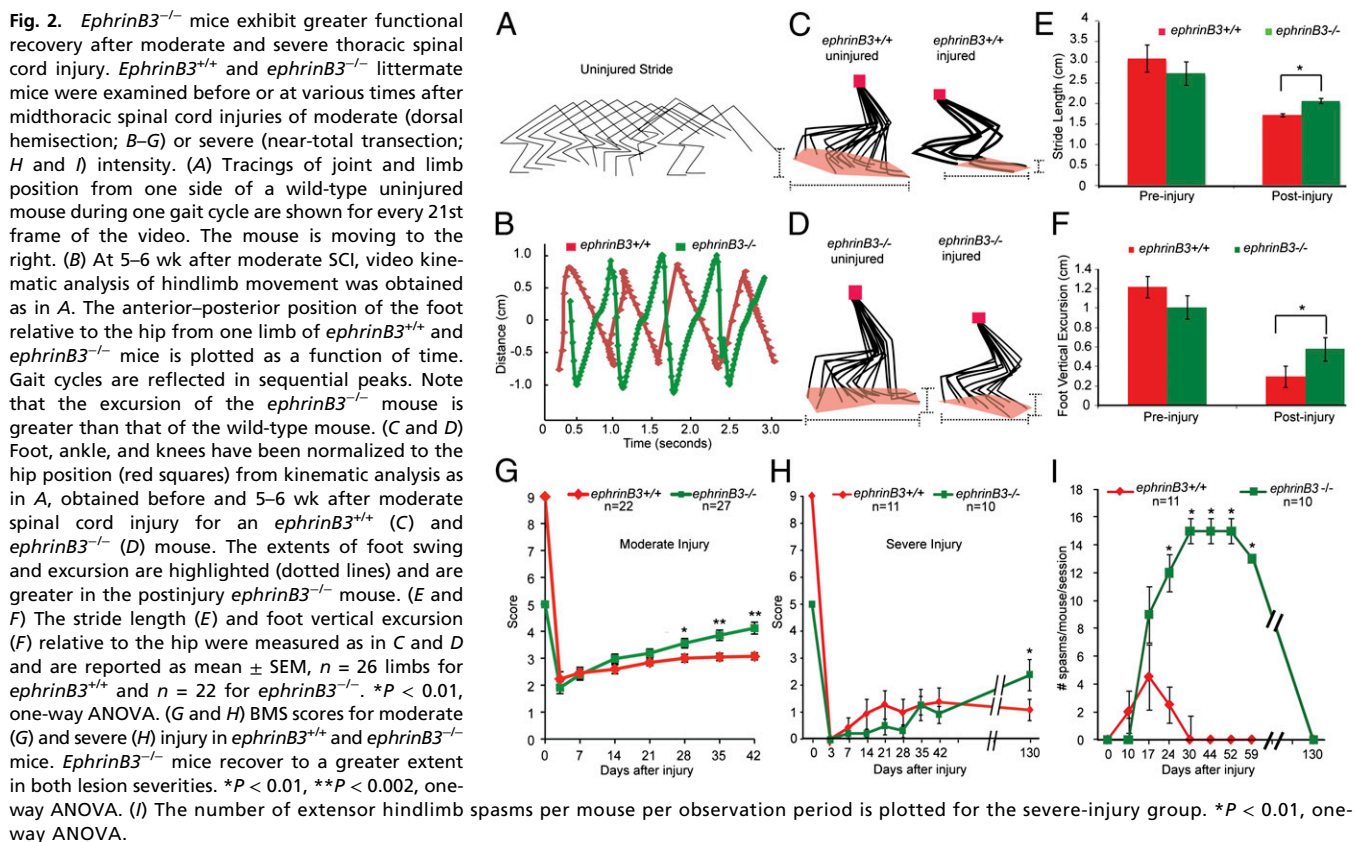 Fig. 2. EphrinB3−/− mice exhibit greater functional
recovery after moderate and severe thoracic spinal
cord injury. EphrinB3+/+ and ephrinB3−/− littermate
mice were examined before or at various times after
midthoracic spinal cord injuries of moderate (dorsal
hemisection; B–G) or severe (near-total transection;
H and I) intensity. (A) Tracings of joint and limb
position from one side of a wild-type uninjured
mouse during one gait cycle are shown for every 21st
frame of the video. The mouse is moving to the
right. (B) At 5–6 wk after moderate SCI, video kine-
matic analysis of hindlimb movement was obtained
as in A. The anterior–posterior position of the foot
relative to the hip from one limb of ephrinB3+/+ and
ephrinB3−/− mice is plotted as a function of time.
Gait cycles are reflected in sequential peaks. Note
that the excursion of the ephrinB3−/− mouse is
greater than that of the wild-type mouse. (C and D)
Foot, ankle, and knees have been normalized to the
hip position (red squares) from kinematic analysis as
in A, obtained before and 5–6 wk after moderate
spinal cord injury for an ephrinB3+/+ (C) and
ephrinB3−/− (D) mouse. The extents of foot swing
and excursion are highlighted (dotted lines) and are
greater in the postinjury ephrinB3−/− mouse. (E and
F) The stride length (E) and foot vertical excursion
(F) relative to the hip were measured as in C and D
and are reported as mean ± SEM, n = 26 limbs for
ephrinB3+/+ and n = 22 for ephrinB3−/−. *P < 0.01,
one-way ANOVA. (G and H) BMS scores for moderate
(G) and severe (H) injury in ephrinB3+/+ and ephrinB3−/−
mice. EphrinB3−/− mice recover to a greater extent
in both lesion severities. *P < 0.01, **P < 0.002, one-
way ANOVA. (I) The number of extensor hindlimb spasms per mouse per observation period is plotted for the severe-injury group. *P < 0.01, one-
way ANOVA.
A
Uninjured Stride
B
ephrinB3+/+
ephrinB3-/-
Distance (cm)
1.0
0.5
0
-0.5
-1.0
0 0.5 1.0 1.5 2.0 2.5 3.0
Time (seconds)
C
ephrinB3+/+
uninjured
ephrinB3+/+
injured
D
ephrinB3-/-
uninjured
ephrinB3-/-
injured
E
ephrinB3+/+
ephrinB3-/-
Stride Length (cm)
4
3.5
3.0
2.5
2.0
1.5
1.0
0.5
0
*
Pre-injury
Post-injury
F
ephrinB3+/+
ephrinB3-/-
Foot Vertical Excursion (cm)
1.4
1.2
1
0.8
0.6
0.4
0.2
0
*
Pre-injury
Post-injury
G
ephrinB3+/+
n=22
ephrinB3-/-
n=27
Moderate Injury
Score
9
8
7
6
5
4
3
2
1
0
* ** **
0 7 14 21 28 35 42
Days after injury
H
ephrinB3+/+
n=11
ephrinB3-/-
n=10
Severe Injury
Score
9
8
7
6
5
4
3
2
1
0
*
0 3 7 14 21 28 35 42 130
Days after injury
I
ephrinB3+/+
n=11
ephrinB3 -/-
n=10
# spasms/mouse/session
18
16
14
12
10
8
6
4
2
0
* * * * *
0 10 17 24 30 44 52 59 130
Days after injury